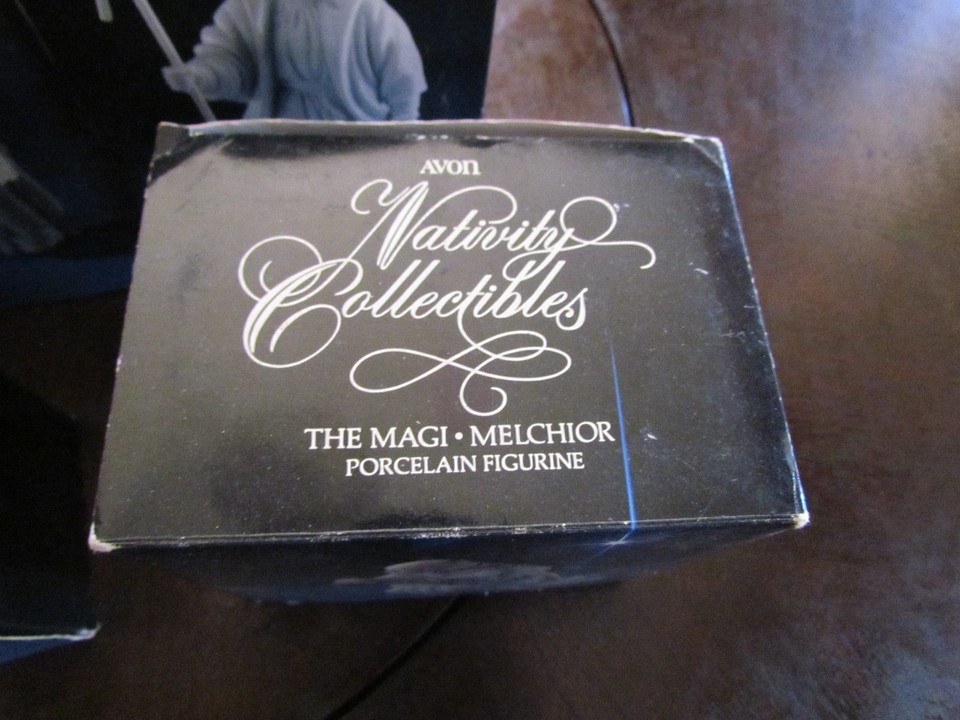 AVON
Nativity
Collectibles
THE MAGI • MELCHIOR
PORCELAIN FIGURINE